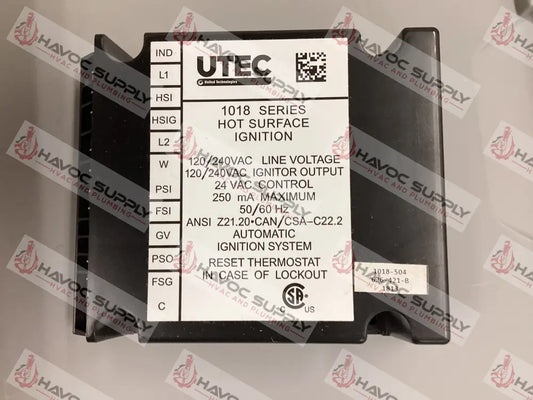 IND
L1
HSI
HSIG
L2
W
PSI
FSI
GV
PSO
FSG
C
UTEC
United Technologies
1018 SERIES
HOT SURFACE
IGNITION
120/240VAC LINE VOLTAGE
120/240VAC IGNITOR OUTPUT
24 VAC CONTROL
250 mA MAXIMUM
50/60 HZ
ANSI Z21.20•CAN/CSA-C22.2
AUTOMATIC
IGNITION SYSTEM
RESET THERMOSTAT
IN CASE OF LOCKOUT
C US
1018-504
626-421-B
1813
HAVOC SUPPLY
HVAC AND PLUMBING